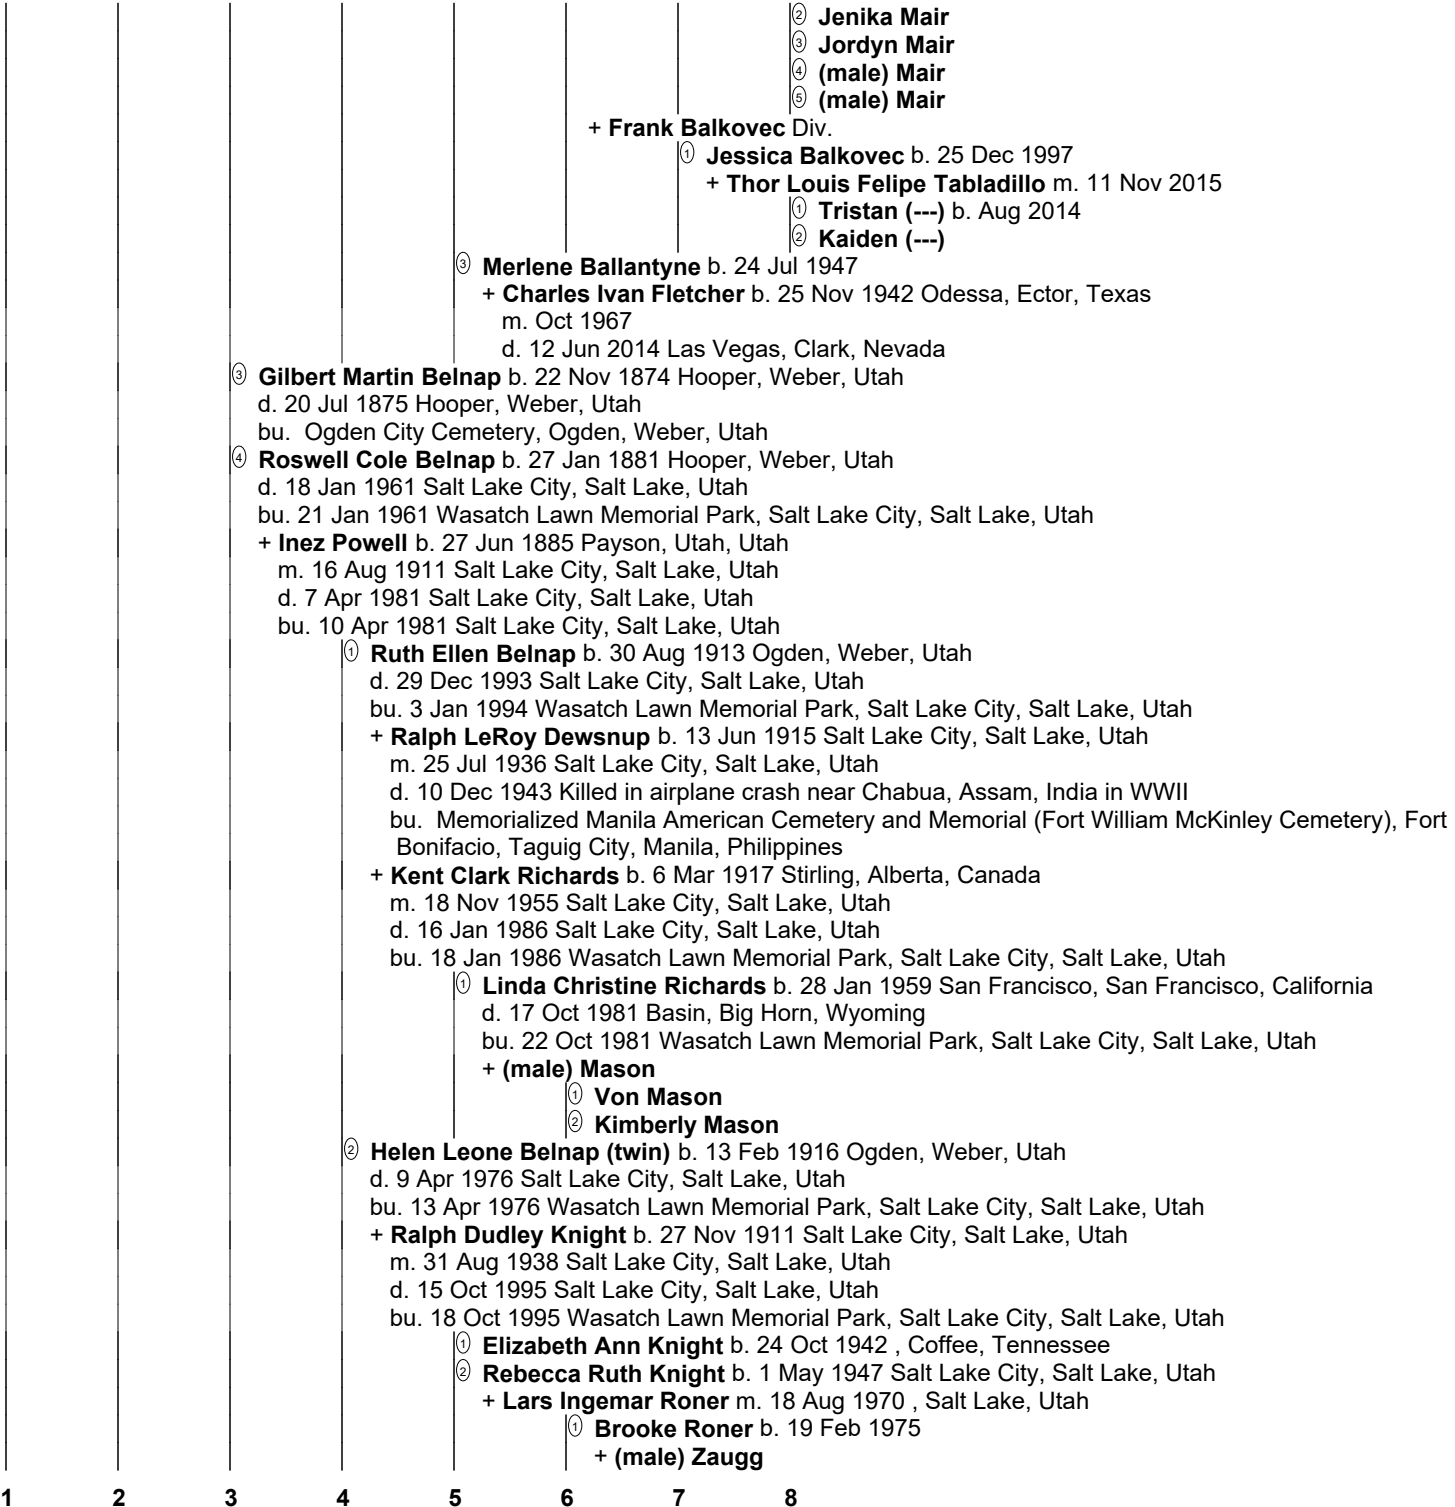 ② Jenika Mair
③ Jordyn Mair
④ (male) Mair
⑤ (male) Mair
+ Frank Balkovec Div.
① Jessica Balkovec b. 25 Dec 1997
+ Thor Louis Felipe Tabladillo m. 11 Nov 2015
① Tristan (---) b. Aug 2014
② Kaiden (---)
③ Merlene Ballantyne b. 24 Jul 1947
+ Charles Ivan Fletcher b. 25 Nov 1942 Odessa, Ector, Texas
m. Oct 1967
d. 12 Jun 2014 Las Vegas, Clark, Nevada
③ Gilbert Martin Belnap b. 22 Nov 1874 Hooper, Weber, Utah
d. 20 Jul 1875 Hooper, Weber, Utah
bu. Ogden City Cemetery, Ogden, Weber, Utah
④ Roswell Cole Belnap b. 27 Jan 1881 Hooper, Weber, Utah
d. 18 Jan 1961 Salt Lake City, Salt Lake, Utah
bu. 21 Jan 1961 Wasatch Lawn Memorial Park, Salt Lake City, Salt Lake, Utah
+ Inez Powell b. 27 Jun 1885 Payson, Utah, Utah
m. 16 Aug 1911 Salt Lake City, Salt Lake, Utah
d. 7 Apr 1981 Salt Lake City, Salt Lake, Utah
bu. 10 Apr 1981 Salt Lake City, Salt Lake, Utah
① Ruth Ellen Belnap b. 30 Aug 1913 Ogden, Weber, Utah
d. 29 Dec 1993 Salt Lake City, Salt Lake, Utah
bu. 3 Jan 1994 Wasatch Lawn Memorial Park, Salt Lake City, Salt Lake, Utah
+ Ralph LeRoy Dewsnup b. 13 Jun 1915 Salt Lake City, Salt Lake, Utah
m. 25 Jul 1936 Salt Lake City, Salt Lake, Utah
d. 10 Dec 1943 Killed in airplane crash near Chabua, Assam, India in WWII
bu. Memorialized Manila American Cemetery and Memorial (Fort William McKinley Cemetery), Fort
Bonifacio, Taguig City, Manila, Philippines
+ Kent Clark Richards b. 6 Mar 1917 Stirling, Alberta, Canada
m. 18 Nov 1955 Salt Lake City, Salt Lake, Utah
d. 16 Jan 1986 Salt Lake City, Salt Lake, Utah
bu. 18 Jan 1986 Wasatch Lawn Memorial Park, Salt Lake City, Salt Lake, Utah
① Linda Christine Richards b. 28 Jan 1959 San Francisco, San Francisco, California
d. 17 Oct 1981 Basin, Big Horn, Wyoming
bu. 22 Oct 1981 Wasatch Lawn Memorial Park, Salt Lake City, Salt Lake, Utah
+ (male) Mason
① Von Mason
② Kimberly Mason
② Helen Leone Belnap (twin) b. 13 Feb 1916 Ogden, Weber, Utah
d. 9 Apr 1976 Salt Lake City, Salt Lake, Utah
bu. 13 Apr 1976 Wasatch Lawn Memorial Park, Salt Lake City, Salt Lake, Utah
+ Ralph Dudley Knight b. 27 Nov 1911 Salt Lake City, Salt Lake, Utah
m. 31 Aug 1938 Salt Lake City, Salt Lake, Utah
d. 15 Oct 1995 Salt Lake City, Salt Lake, Utah
bu. 18 Oct 1995 Wasatch Lawn Memorial Park, Salt Lake City, Salt Lake, Utah
① Elizabeth Ann Knight b. 24 Oct 1942 , Coffee, Tennessee
② Rebecca Ruth Knight b. 1 May 1947 Salt Lake City, Salt Lake, Utah
+ Lars Ingemar Roner m. 18 Aug 1970 , Salt Lake, Utah
① Brooke Roner b. 19 Feb 1975
+ (male) Zaugg
1 2 3 4 5 6 7 8